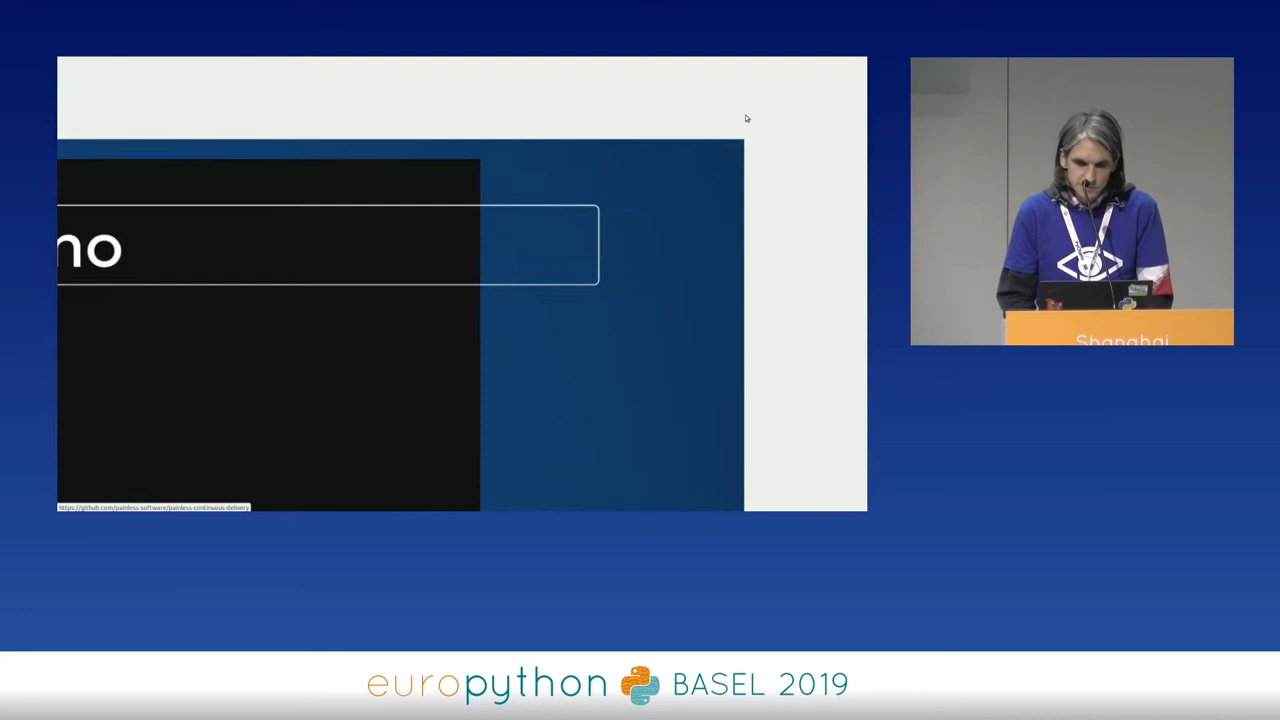 no
https://github.com/painless-software/painless-continuous-delivery
Shanghai
europython BASEL 2019